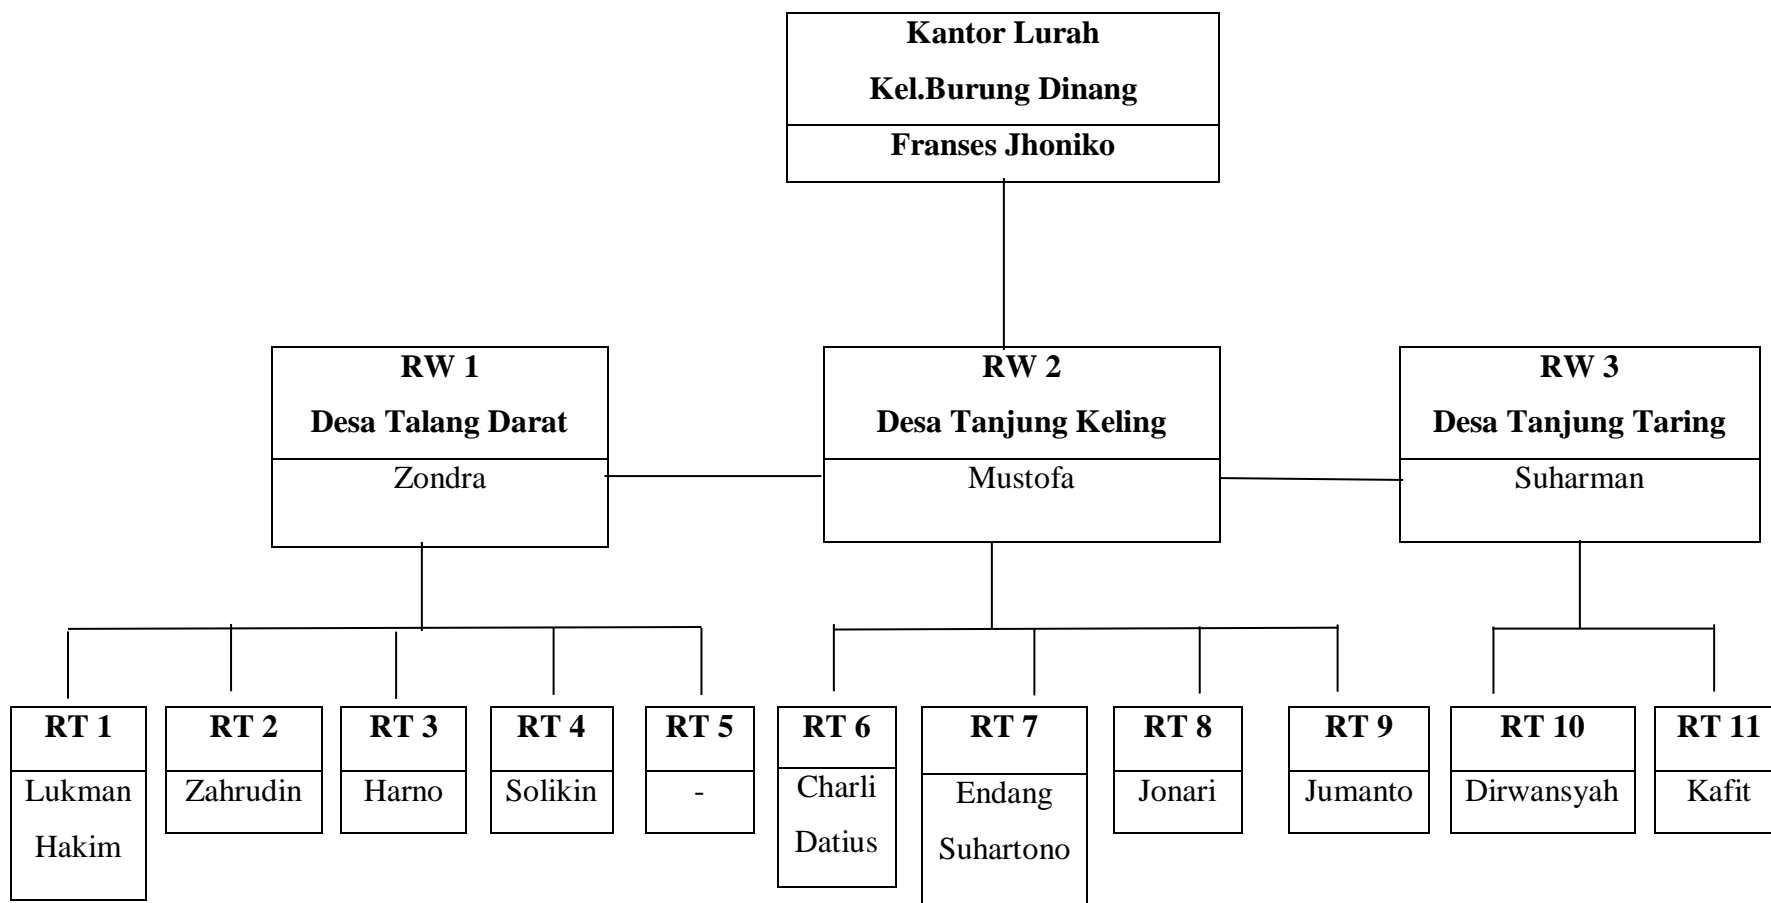 Kantor Lurah
Kel.Burung Dinang
Franses Jhoniko
RW 1
Desa Talang Darat
Zondra
RW 2
Desa Tanjung Keling
Mustofa
RW 3
Desa Tanjung Taring
Suharman
RT 1
Lukman
Hakim
RT 2
Zahrudin
RT 3
Harno
RT 4
Solikin
RT 5
-
RT 6
Charli
Datius
RT 7
Endang
Suhartono
RT 8
Jonari
RT 9
Jumanto
RT 10
Dirwansyah
RT 11
Kafit